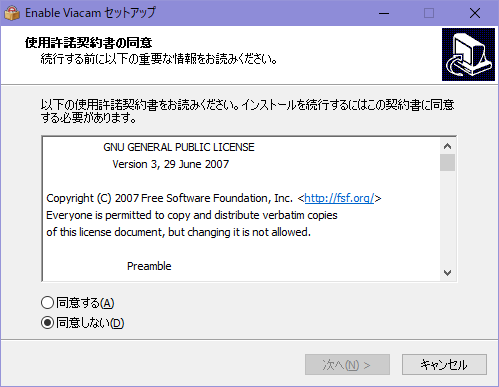 Enable Viacam セットアップ
使用許諾契約書の同意
続行する前に以下の重要な情報をお読みください。
以下の使用許諾契約書をお読みください。インストールを続行するにはこの契約書に同意
する必要があります。
GNU GENERAL PUBLIC LICENSE
Version 3, 29 June 2007
Copyright (C) 2007 Free Software Foundation, Inc. <http://fsf.org/>
Everyone is permitted to copy and distribute verbatim copies
of this license document, but changing it is not allowed.
Preamble
同意する(A)
同意しない(D)
次へ(N) >
キャンセル